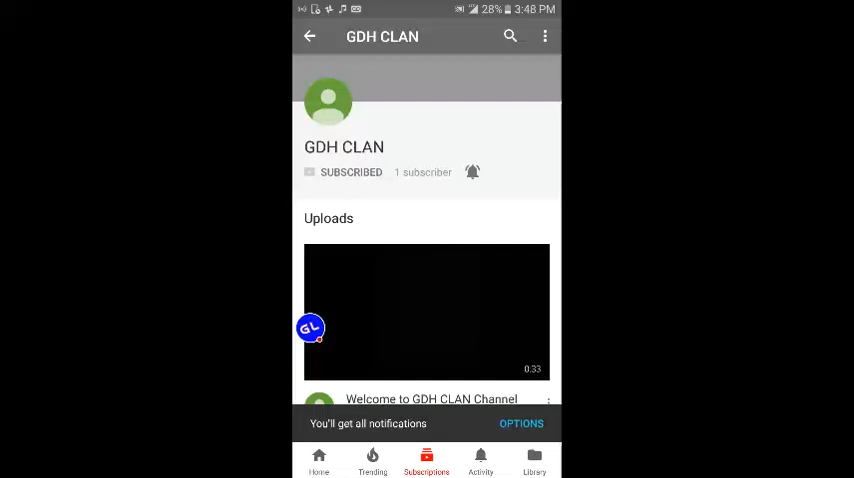 28% 3:48 PM
GDH CLAN
GDH CLAN
SUBSCRIBED 1 subscriber
Uploads
GL
0:33
Welcome to GDH CLAN Channel
You'll get all notifications OPTIONS
Home Trending Subscriptions Activity Library